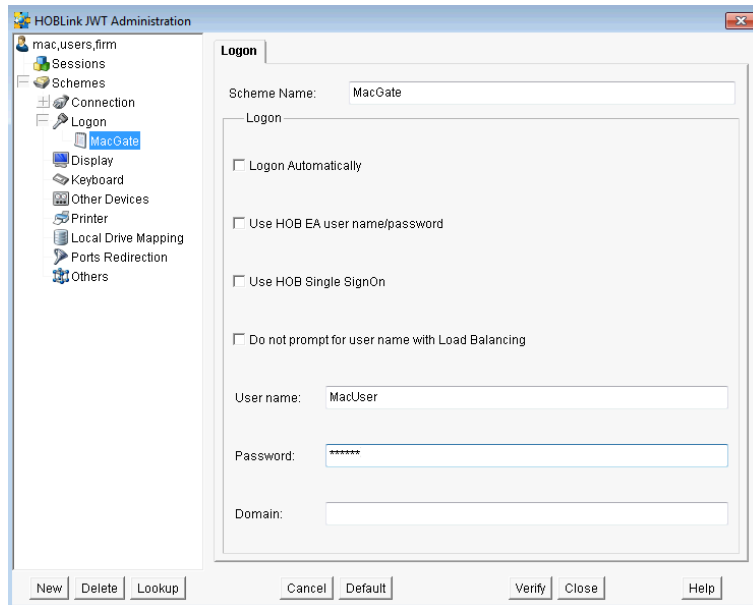 HOBLink JWT Administration
mac,users,firm
Sessions
Schemes
Connection
Logon
MacGate
Display
Keyboard
Other Devices
Printer
Local Drive Mapping
Ports Redirection
Others
Logon
Scheme Name: MacGate
Logon
Logon Automatically
Use HOB EA user name/password
Use HOB Single SignOn
Do not prompt for user name with Load Balancing
User name: MacUser
Password: ******
Domain:
New Delete Lookup Cancel Default Verify Close Help